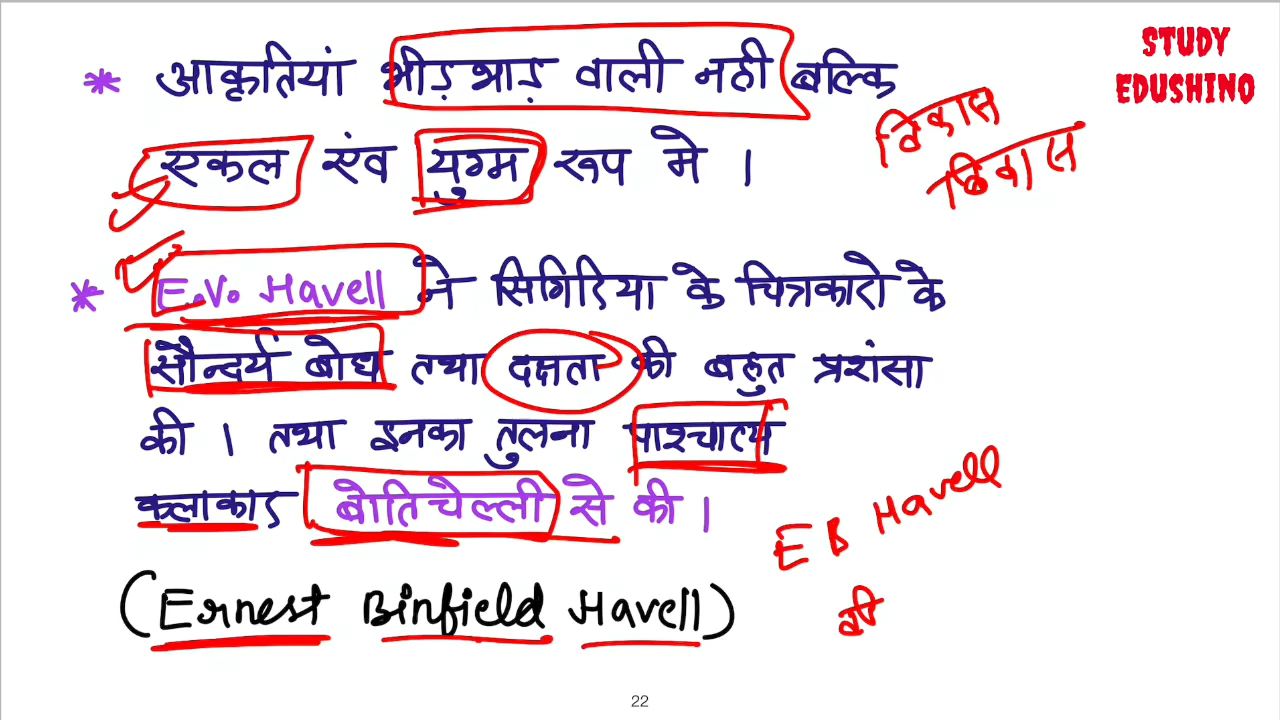 STUDY
EDUSHINO
* आकृतियां भीड़भाड़ वाली नही बल्कि
एकल एंव युग्म रूप मे ।
विकास
विवास
* E.V. Havell ने सिगिरिया के चित्रकारो के
सौन्दर्य बोध तथा दक्षता की बहुत प्रशंसा
की । तथा इनका तुलना पाश्चात्य
कलाकार बोतिचेल्ली से की ।
E B Havell
(Ernest Binfield Havell)
22